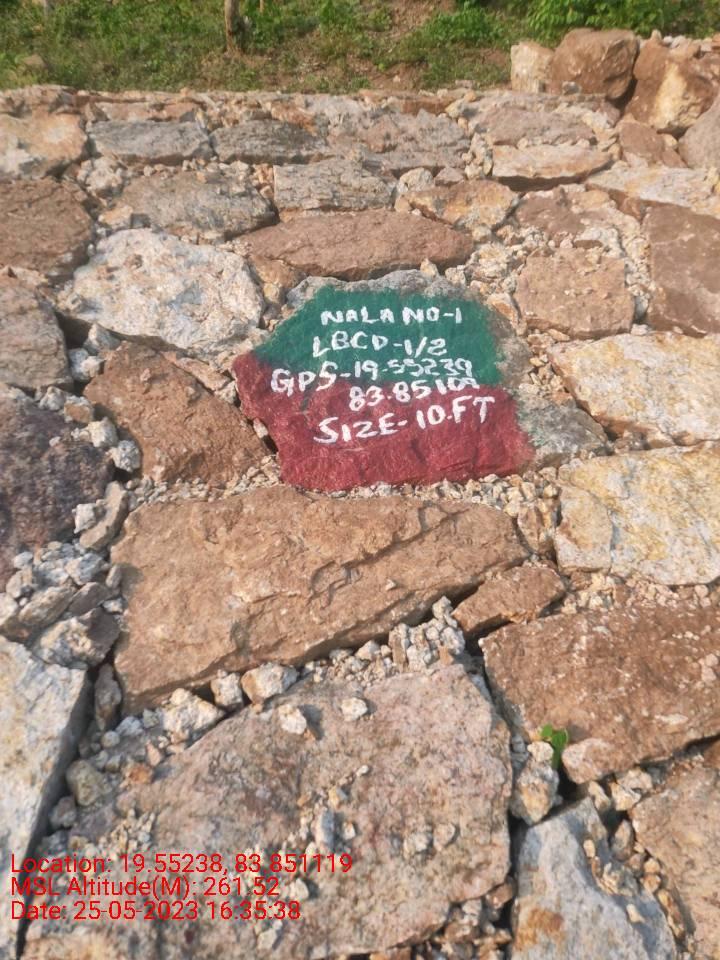 NALA NO-1
LBCD-1/2
GPS-19.55239
83.85109
SIZE-10.FT
Location: 19.55238, 83.851119
MSL Altitude(M): 261.52
Date: 25-05-2023 16:35:38